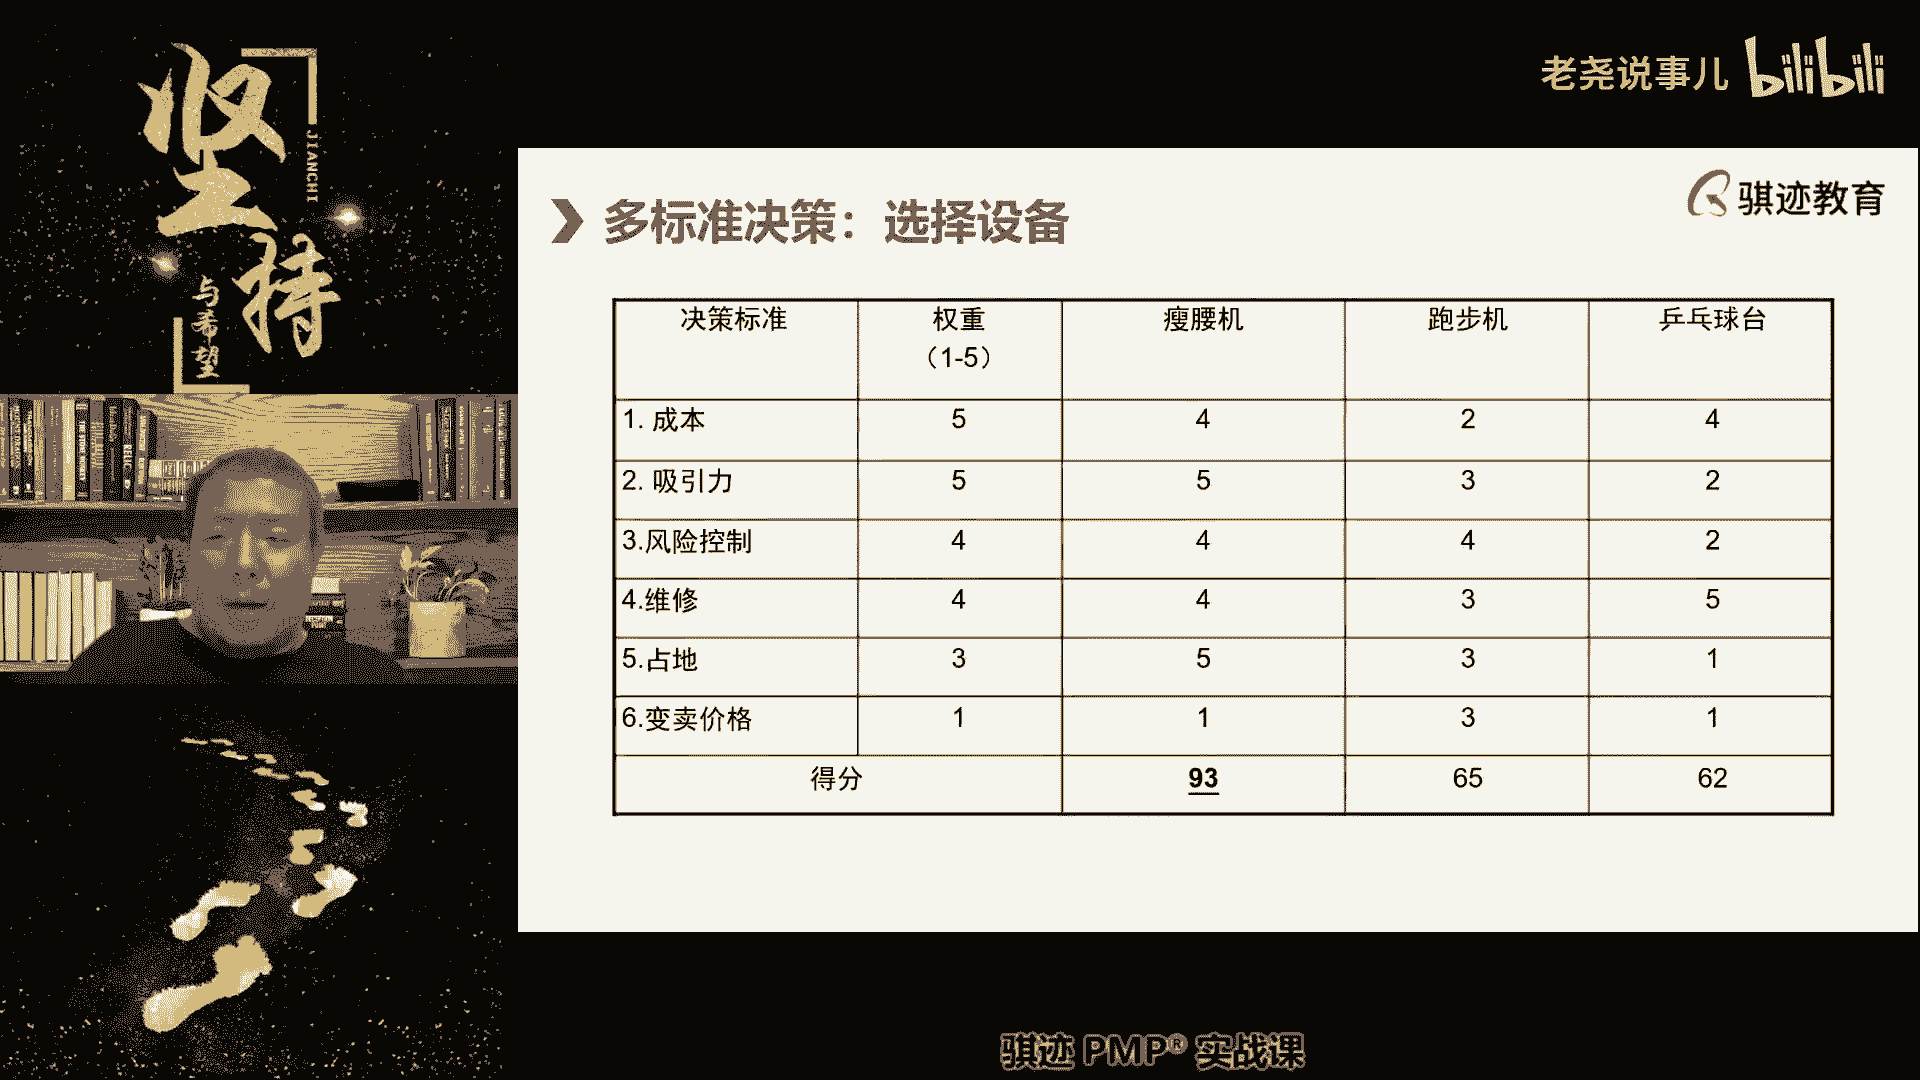 坚持
JIANCHI
与希望
老尧说事儿 bilibili
骐迹教育
多标准决策：选择设备
决策标准 权重 瘦腰机 跑步机 乒乓球台
（1-5）
1. 成本 5 4 2 4
2. 吸引力 5 5 3 2
3.风险控制 4 4 4 2
4.维修 4 4 3 5
5.占地 3 5 3 1
6.变卖价格 1 1 3 1
得分 93 65 62
骐迹 PMP® 实战课